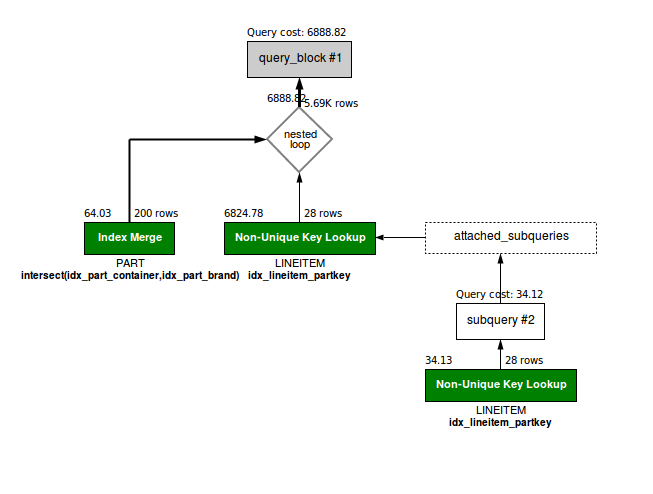 Query cost: 6888.82
query_block #1
6888.82
5.69K rows
nested
loop
64.03
200 rows
6824.78
28 rows
Index Merge
Non-Unique Key Lookup
attached_subqueries
PART
LINEITEM
intersect(idx_part_container,idx_part_brand)
idx_lineitem_partkey
Query cost: 34.12
subquery #2
34.13
28 rows
Non-Unique Key Lookup
LINEITEM
idx_lineitem_partkey